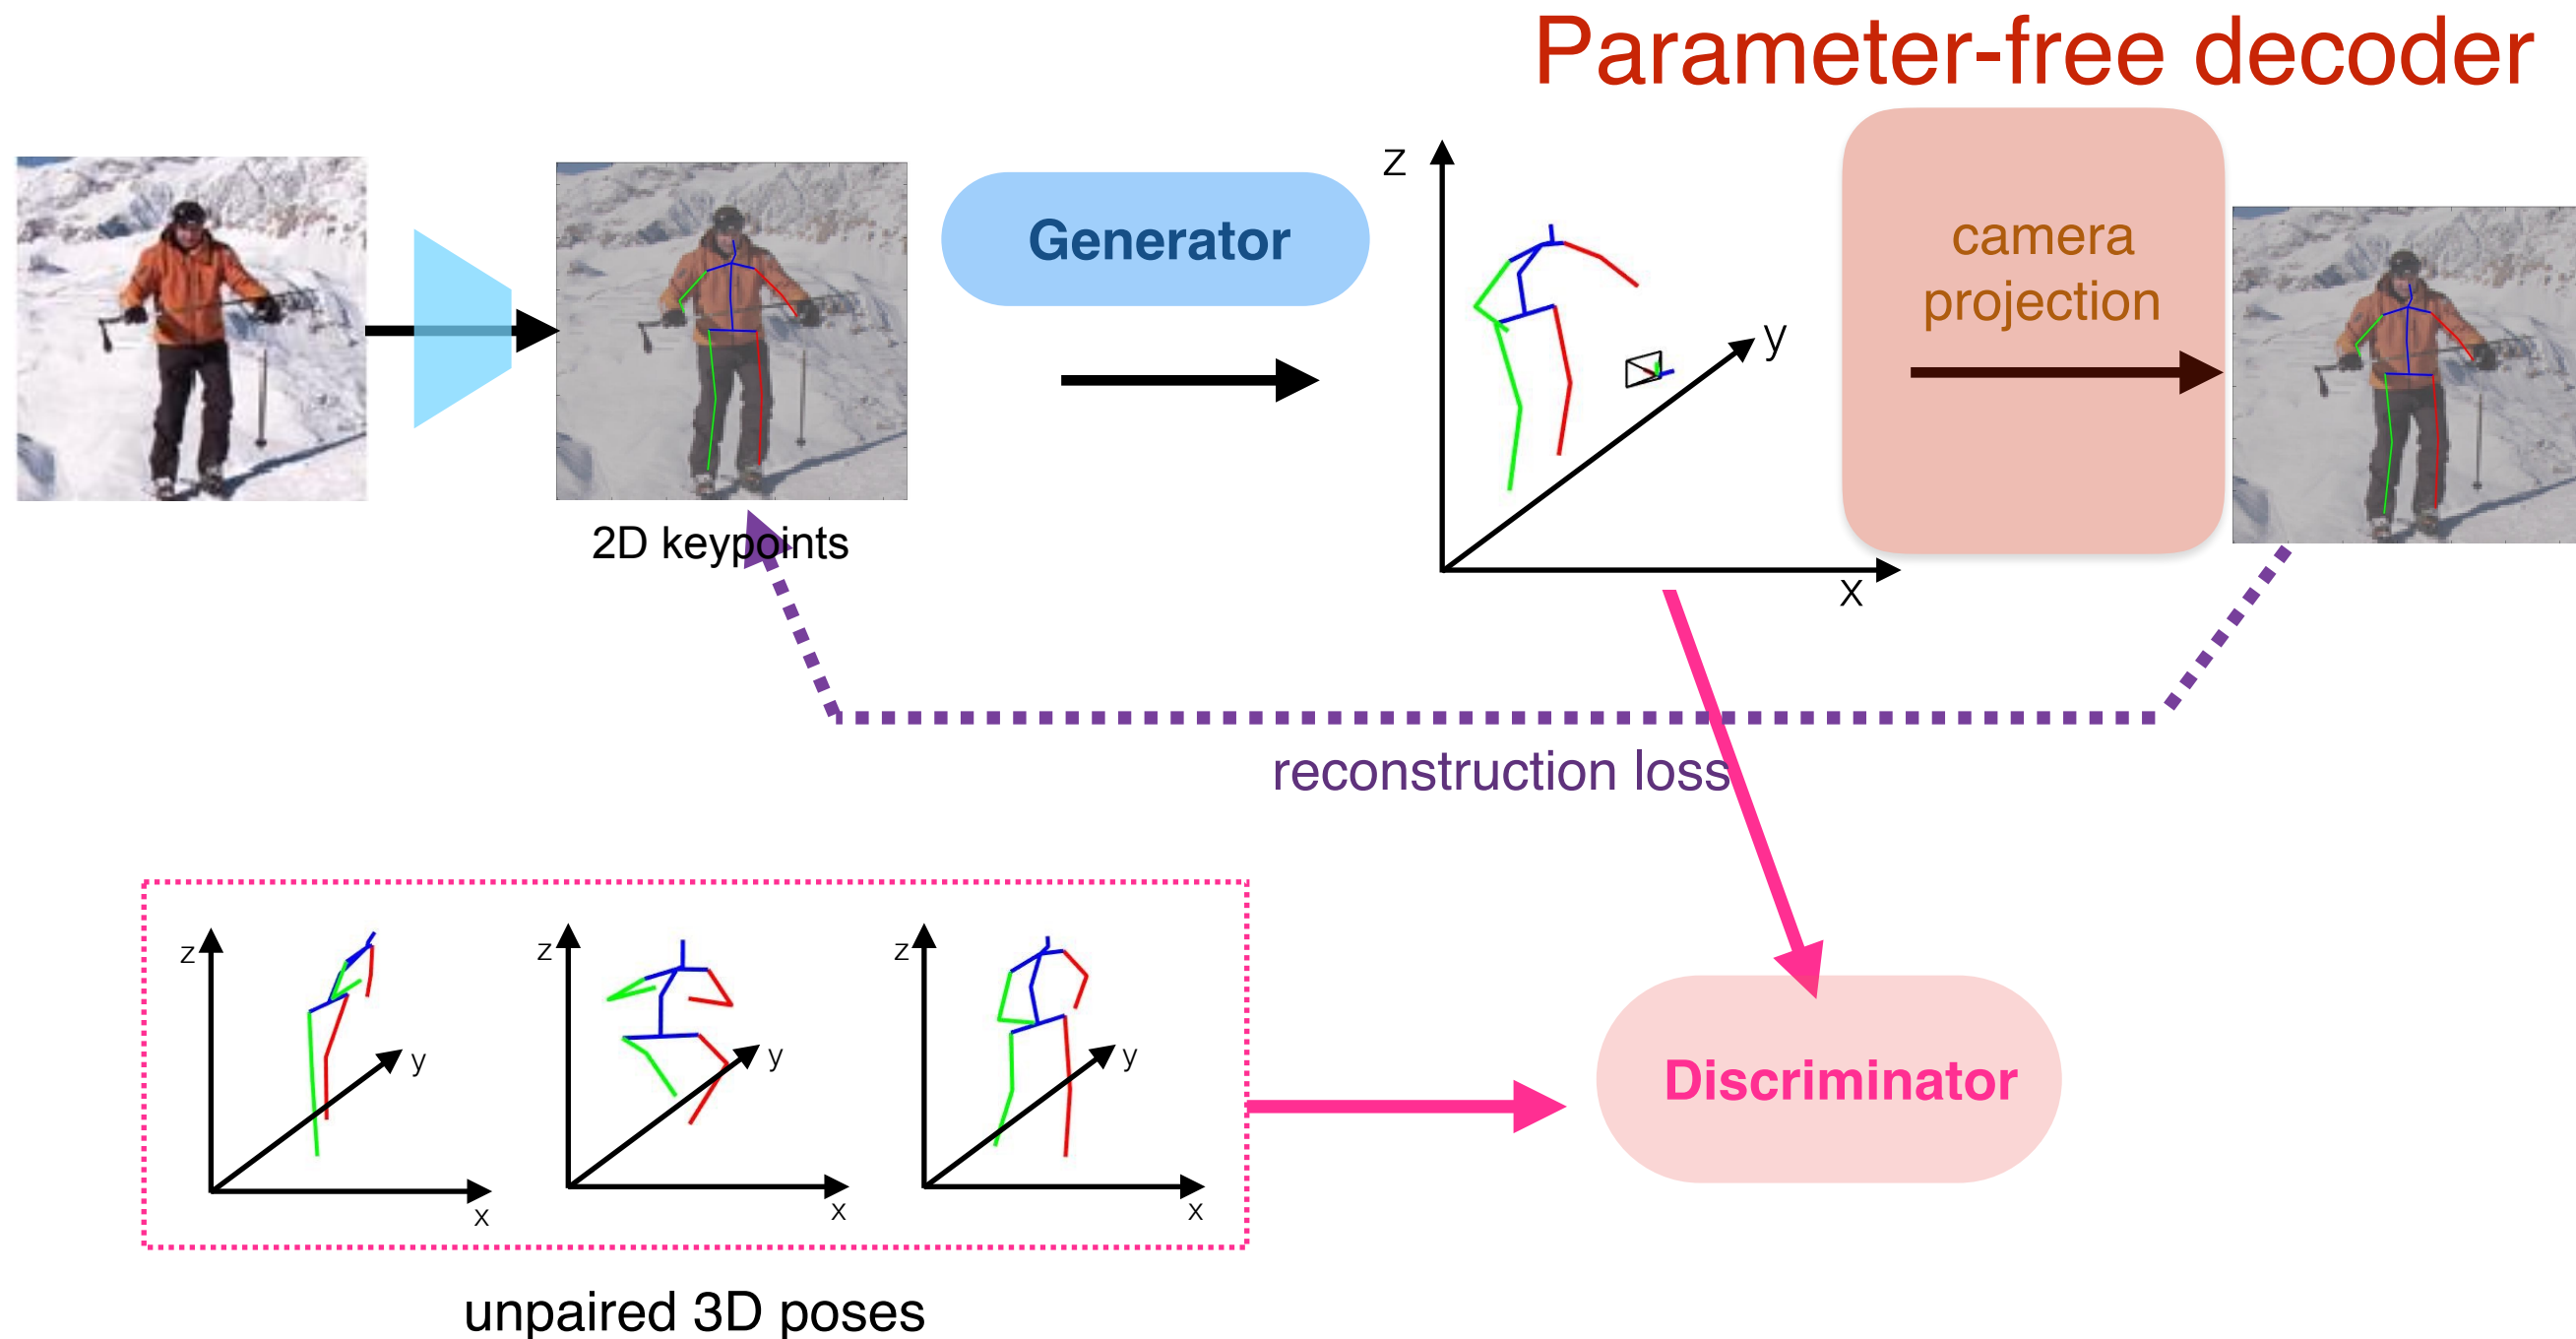 Parameter-free decoder
Generator
z
y
x
camera
projection
2D keypoints
reconstruction loss
z
y
x
z
y
x
z
y
x
Discriminator
unpaired 3D poses